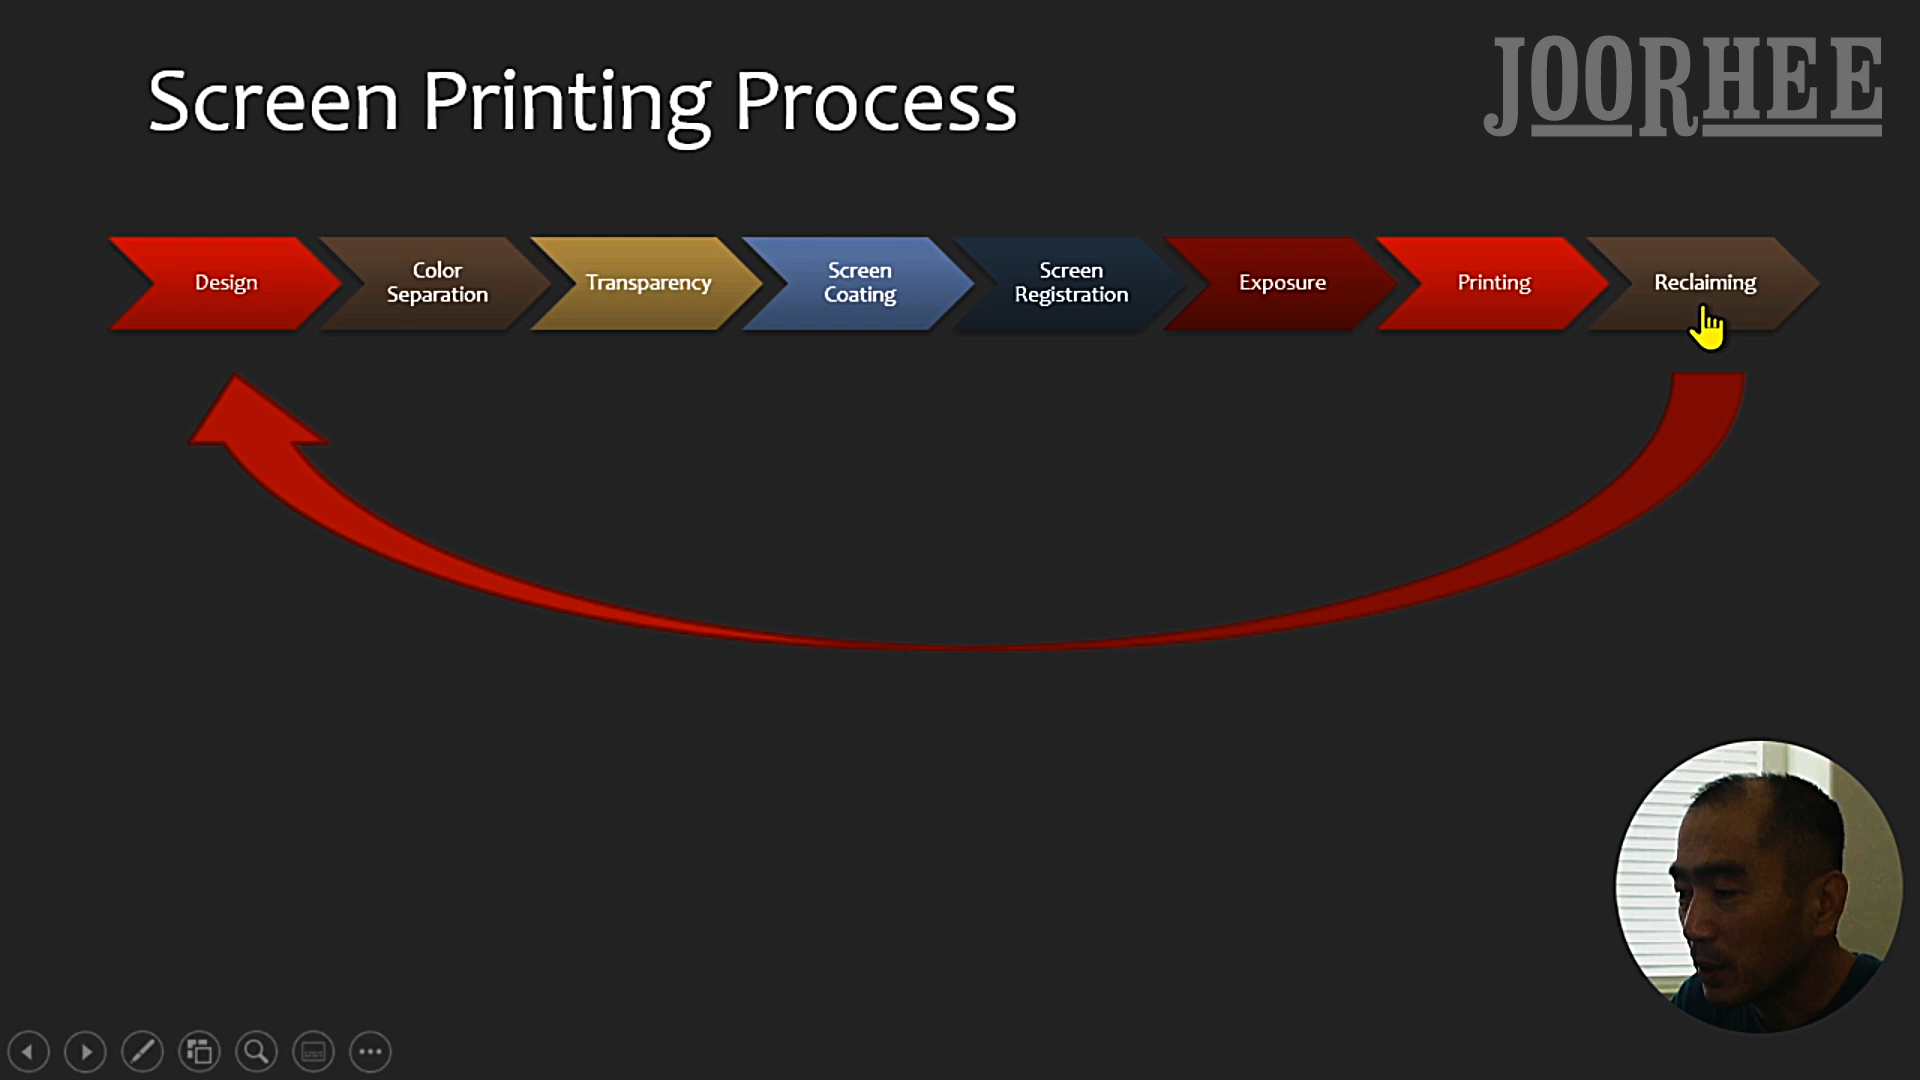 JOORHEE
Screen Printing Process
Design
Color
Separation
Transparency
Screen
Coating
Screen
Registration
Exposure
Printing
Reclaiming